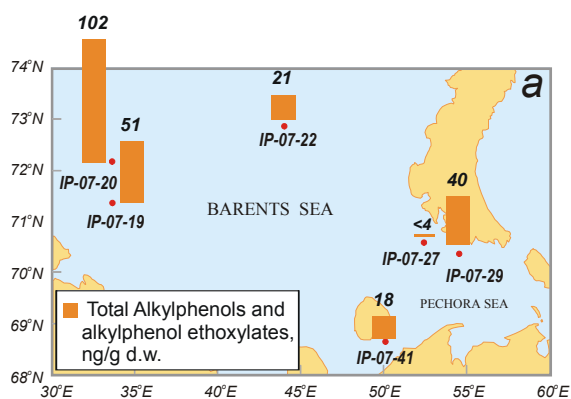 102
74°N
a
21
73°N
51
IP-07-22
72°N
IP-07-20
40
IP-07-19
BARENTS SEA
71°N
<4
IP-07-27
IP-07-29
70°N
18
PECHORA SEA
Total Alkylphenols and
alkylphenol ethoxylates,
ng/g d.w.
69°N
IP-07-41
68°N
30°E
35°E
40°E
45°E
50°E
55°E
60°E